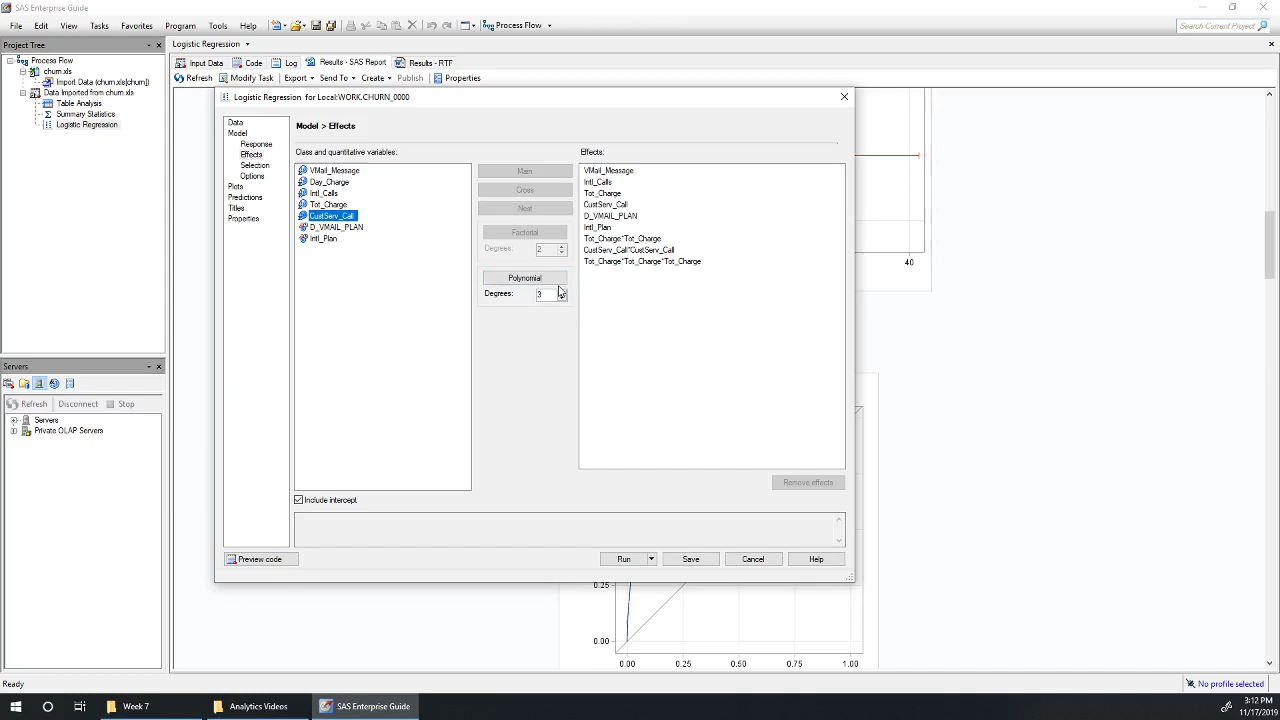 SAS Enterprise Guide
File Edit View Tasks Favorites Program Tools Help Process Flow Search Current Project
Project Tree
Process Flow
churn.xls
Import Data (churn.xls[churn])
Data Imported from churn.xls
Table Analysis
Summary Statistics
Logistic Regression
Servers
Refresh Disconnect Stop
Servers
Private OLAP Servers
Logistic Regression
Input Data Code Log Results - SAS Report Results - RTF
Refresh Modify Task Export Send To Create Publish Properties
Logistic Regression for Local:WORK.CHURN_0000
Data
Model
Response
Effects
Selection
Options
Plots
Predictions
Titles
Properties
Model > Effects
Class and quantitative variables:
VMail_Message
Day_Charge
Intl_Calls
Tot_Charge
CustServ_Call
D_VMAIL_PLAN
Intl_Plan
Main
Cross
Nest
Factorial
Degrees: 2
Polynomial
Degrees: 3
Effects:
VMail_Message
Intl_Calls
Tot_Charge
CustServ_Call
D_VMAIL_PLAN
Intl_Plan
Tot_Charge*Tot_Charge
CustServ_Call*CustServ_Call
Tot_Charge*Tot_Charge*Tot_Charge
Remove effects
Include intercept
Preview code Run Save Cancel Help
40
0.25
0.00
0.00 0.25 0.50 0.75 1.00
Ready No profile selected
Week 7 Analytics Videos SAS Enterprise Guide
3:12 PM
11/17/2019